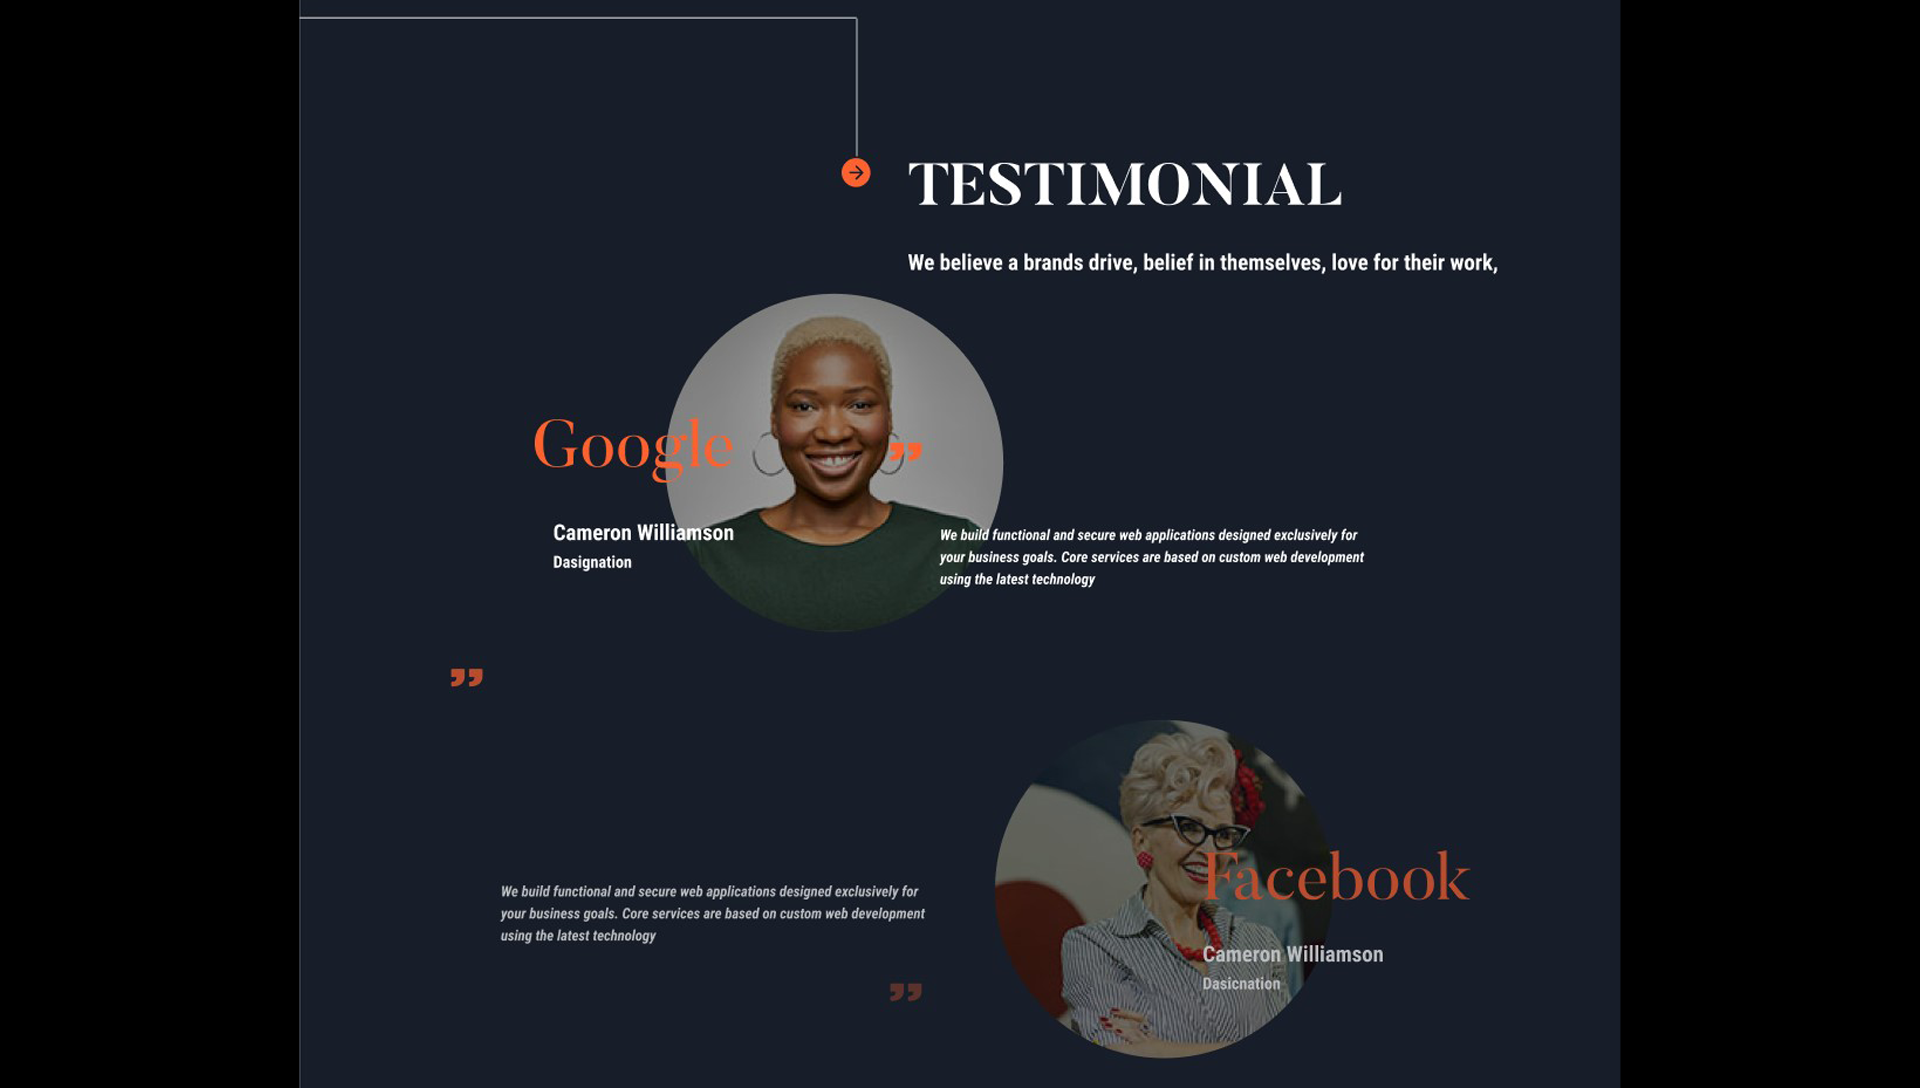 TESTIMONIAL
We believe a brands drive, belief in themselves, love for their work,
Google
”
Cameron Williamson
Dasignation
We build functional and secure web applications designed exclusively for
your business goals. Core services are based on custom web development
using the latest technology
”
Facebook
Cameron Williamson
Dasicnation
We build functional and secure web applications designed exclusively for
your business goals. Core services are based on custom web development
using the latest technology
”